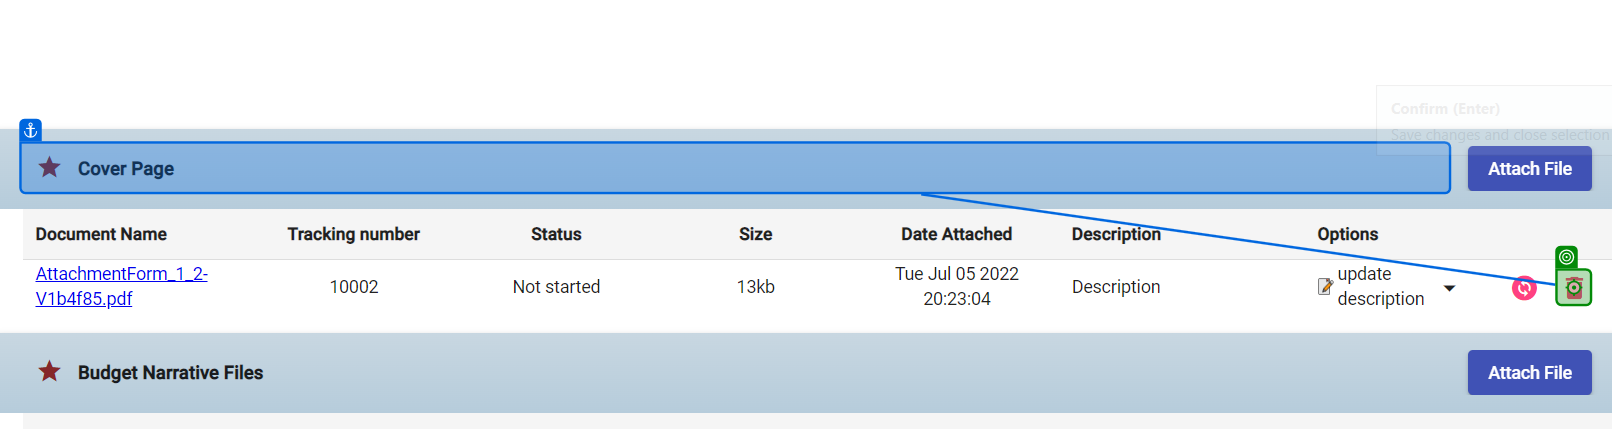 Confirm (Enter)
Save changes and close selection
Cover Page Attach File
Document Name Tracking number Status Size Date Attached Description Options
AttachmentForm_1_2-
V1b4f85.pdf 10002 Not started 13kb Tue Jul 05 2022
20:23:04 Description update
description
Budget Narrative Files Attach File